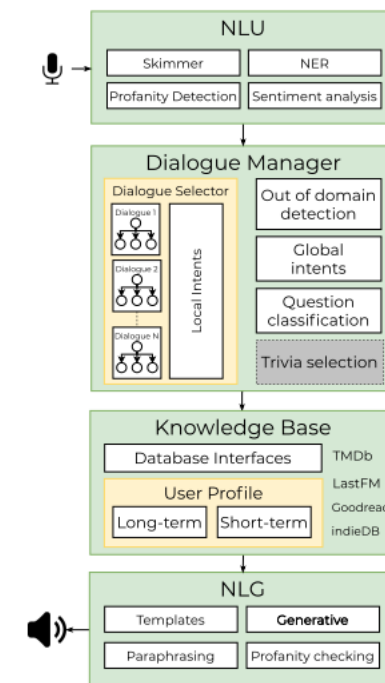 NLU
Skimmer
NER
Profanity Detection
Sentiment analysis
Dialogue Manager
Dialogue Selector
Dialogue 1
Dialogue 2
Dialogue N
Local Intents
Out of domain
detection
Global
intents
Question
classification
Trivia selection
Knowledge Base
Database Interfaces
User Profile
Long-term
Short-term
TMDb
LastFM
Goodread
indieDB
NLG
Templates
Generative
Paraphrasing
Profanity checking